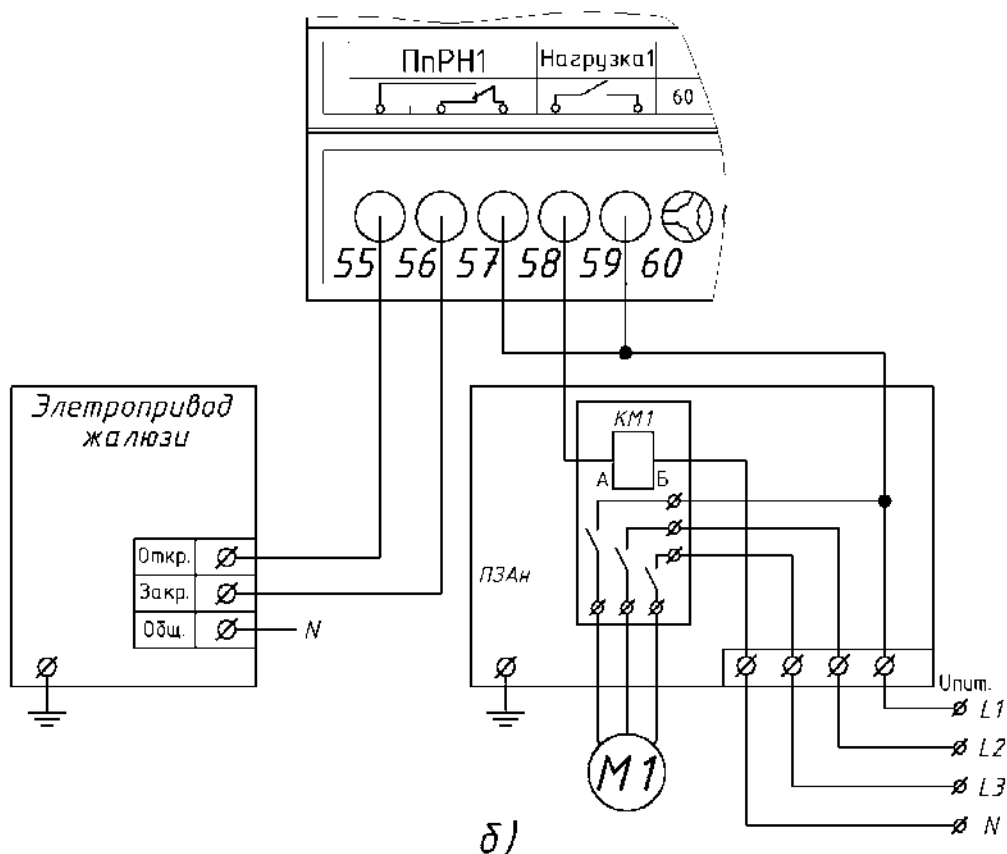 ПпРН1 Нагрузка1
60
55 56 57 58 59 60
Элетропривод
жалюзи
КМ1
А Б
Откр.
ПЗАн
Закр.
Общ. N
Uпит.
L1
L2
М1
L3
N
б)